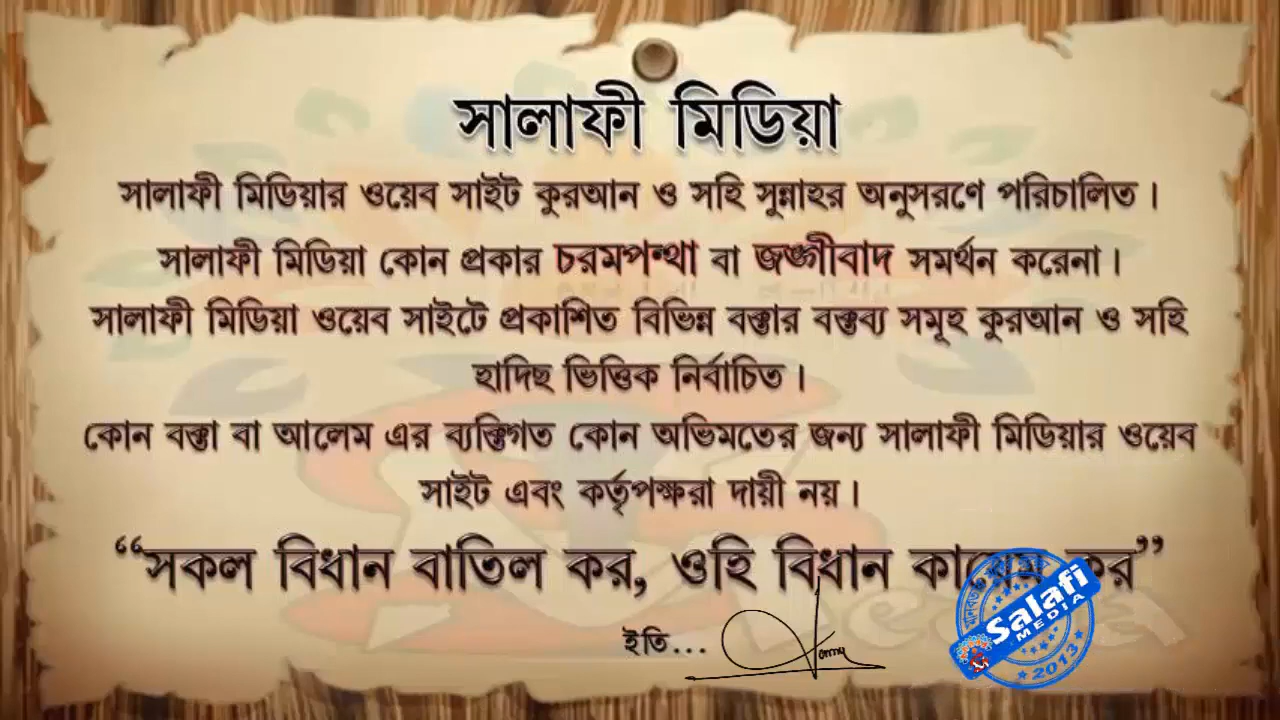 সালাফী মিডিয়া
সালাফী মিডিয়ার ওয়েব সাইট কুরআন ও সহি সুন্নাহর অনুসরণে পরিচালিত।
সালাফী মিডিয়া কোন প্রকার চরমপন্থা বা জঙ্গীবাদ সমর্থন করেনা।
সালাফী মিডিয়া ওয়েব সাইটে প্রকাশিত বিভিন্ন বক্তার বক্তব্য সমূহ কুরআন ও সহি
হাদিছ ভিত্তিক নির্বাচিত।
কোন বক্তা বা আলেম এর ব্যক্তিগত কোন অভিমতের জন্য সালাফী মিডিয়ার ওয়েব
সাইট এবং কর্তৃপক্ষরা দায়ী নয়।
“সকল বিধান বাতিল কর, ওহি বিধান কায়েম কর”
ইতি...
Salafi
MEDIA
2013